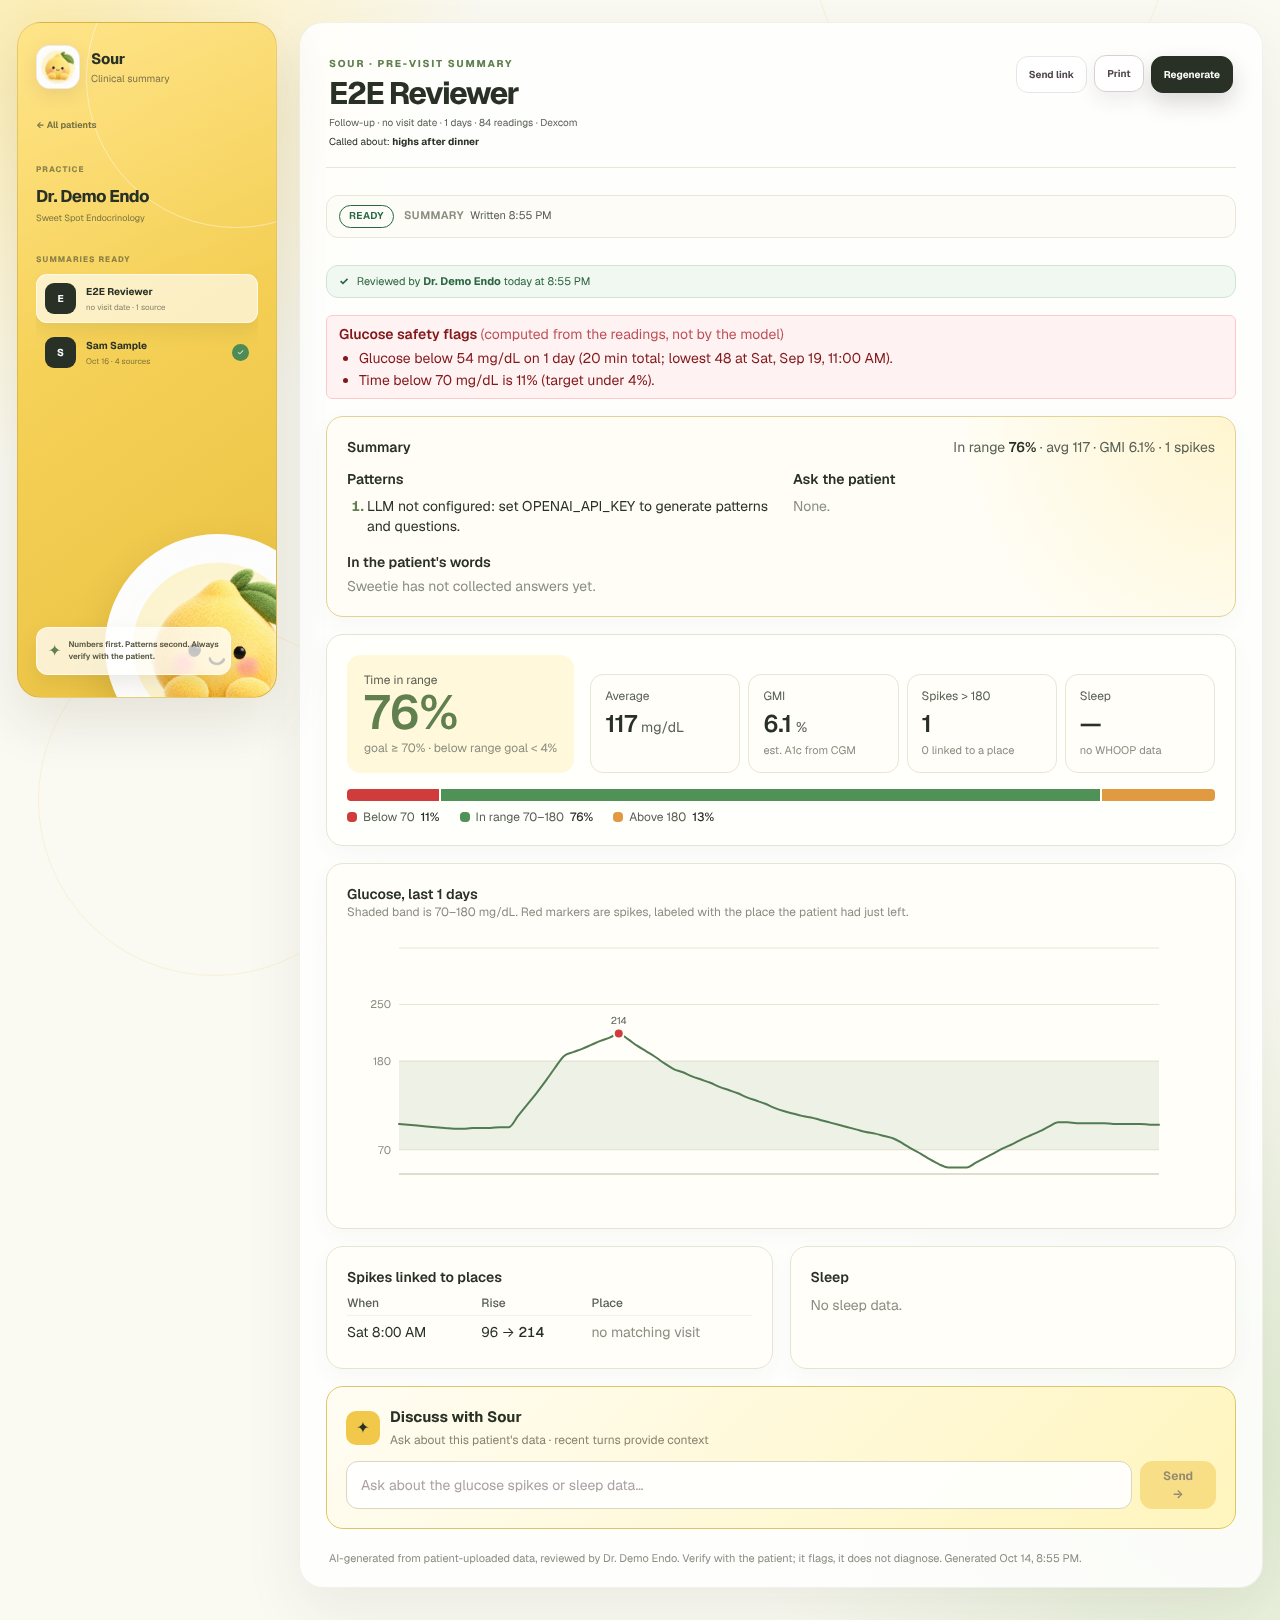 Sour
Clinical summary
← All patients
PRACTICE
Dr. Demo Endo
Sweet Spot Endocrinology
SUMMARIES READY
E
E2E Reviewer
no visit date · 1 source
S
Sam Sample
Oct 16 · 4 sources
✓
✦
Numbers first. Patterns second. Always
verify with the patient.
SOUR · PRE-VISIT SUMMARY
E2E Reviewer
Follow-up · no visit date · 1 days · 84 readings · Dexcom
Called about: highs after dinner
Send link
Print
Regenerate
READY SUMMARY Written 8:55 PM
✓ Reviewed by Dr. Demo Endo today at 8:55 PM
Glucose safety flags (computed from the readings, not by the model)
• Glucose below 54 mg/dL on 1 day (20 min total; lowest 48 at Sat, Sep 19, 11:00 AM).
• Time below 70 mg/dL is 11% (target under 4%).
Summary
In range 76% · avg 117 · GMI 6.1% · 1 spikes
Patterns
1. LLM not configured: set OPENAI_API_KEY to generate patterns
and questions.
Ask the patient
None.
In the patient's words
Sweetie has not collected answers yet.
Time in range
76%
goal ≥ 70% · below range goal < 4%
Average
117 mg/dL
GMI
6.1 %
est. A1c from CGM
Spikes > 180
1
0 linked to a place
Sleep
—
no WHOOP data
Below 70 11%
In range 70–180 76%
Above 180 13%
Glucose, last 1 days
Shaded band is 70–180 mg/dL. Red markers are spikes, labeled with the place the patient had just left.
250
214
180
70
Spikes linked to places
When Rise Place
Sat 8:00 AM 96 → 214 no matching visit
Sleep
No sleep data.
✦
Discuss with Sour
Ask about this patient's data · recent turns provide context
Ask about the glucose spikes or sleep data...
Send
→
AI-generated from patient-uploaded data, reviewed by Dr. Demo Endo. Verify with the patient; it flags, it does not diagnose. Generated Oct 14, 8:55 PM.